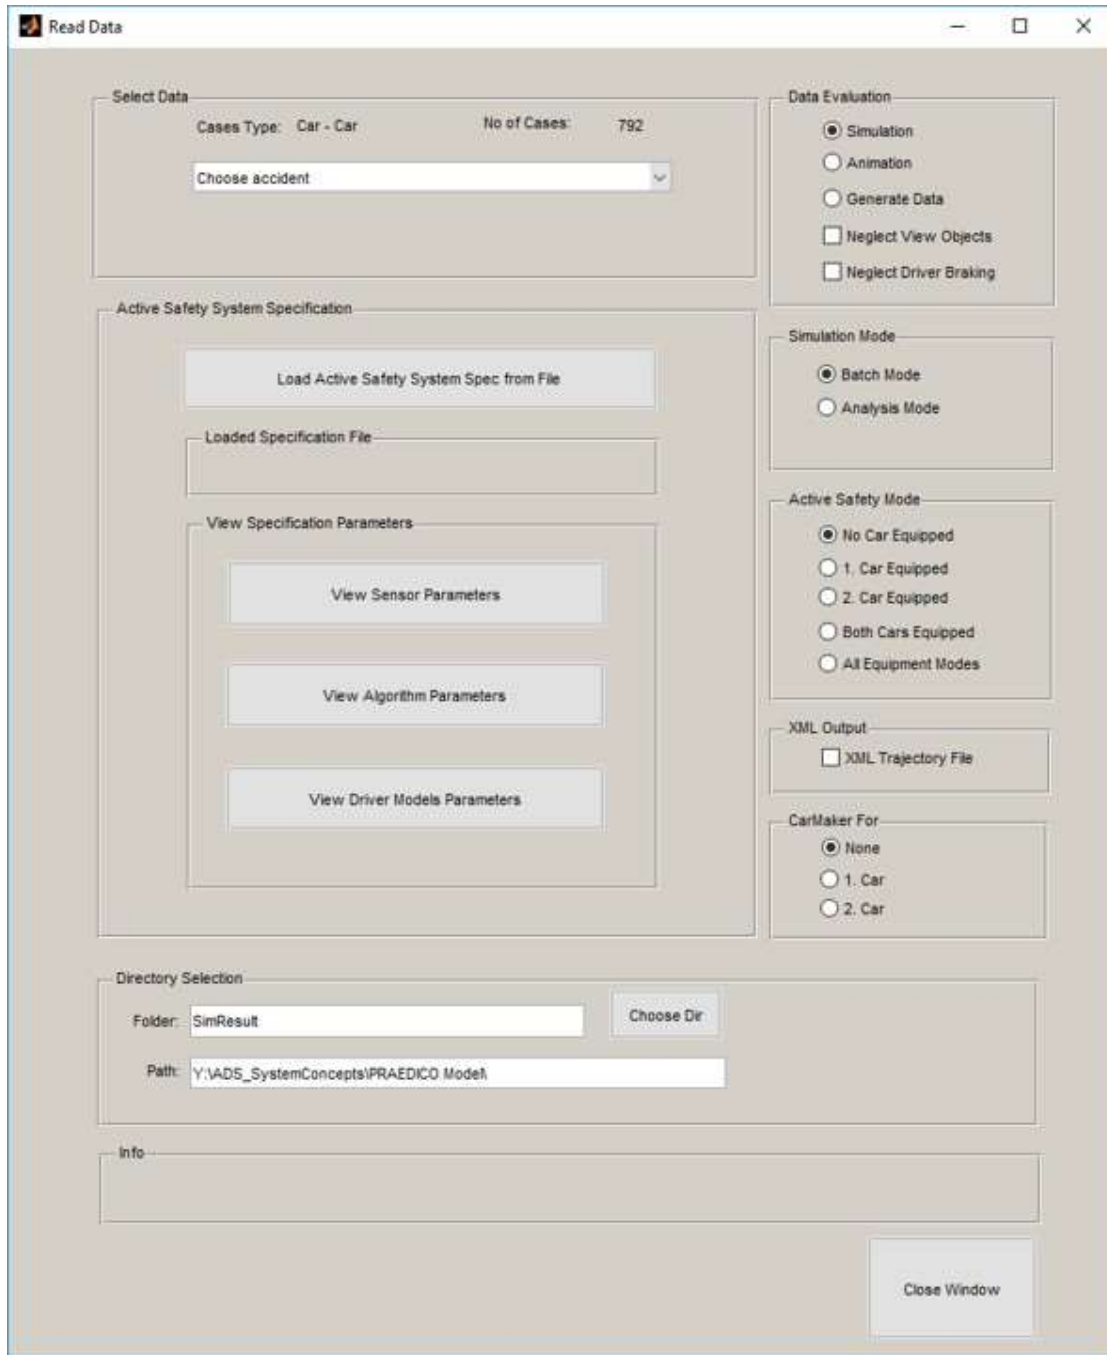 Read Data
Select Data
Cases Type: Car - Car No of Cases: 792
Choose accident
Data Evaluation
Simulation
Animation
Generate Data
Neglect View Objects
Neglect Driver Braking
Active Safety System Specification
Load Active Safety System Spec from File
Loaded Specification File
View Specification Parameters
View Sensor Parameters
View Algorithm Parameters
View Driver Models Parameters
Simulation Mode
Batch Mode
Analysis Mode
Active Safety Mode
No Car Equipped
1. Car Equipped
2. Car Equipped
Both Cars Equipped
All Equipment Modes
XML Output
XML Trajectory File
CarMaker For
None
1. Car
2. Car
Directory Selection
Folder: SimResult
Choose Dir
Path: Y:\ADS_SystemConcepts\PRAEDICO Model\
Info
Close Window